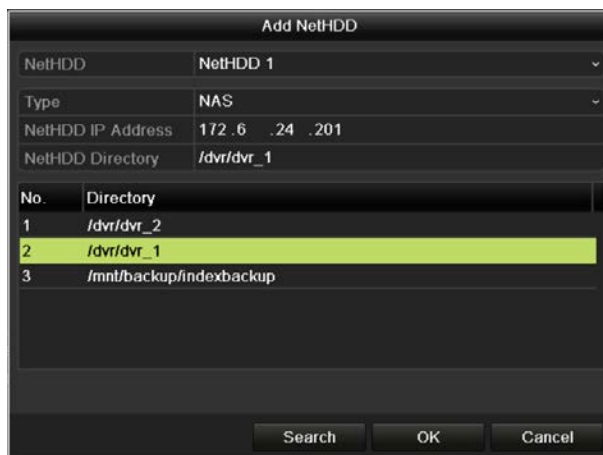 Add NetHDD
NetHDD NetHDD 1
Type NAS
NetHDD IP Address 172 .6 .24 .201
NetHDD Directory /dvr/dvr_1
No. Directory
1 /dvr/dvr_2
2 /dvr/dvr_1
3 /mnt/backup/indexbackup
Search OK Cancel